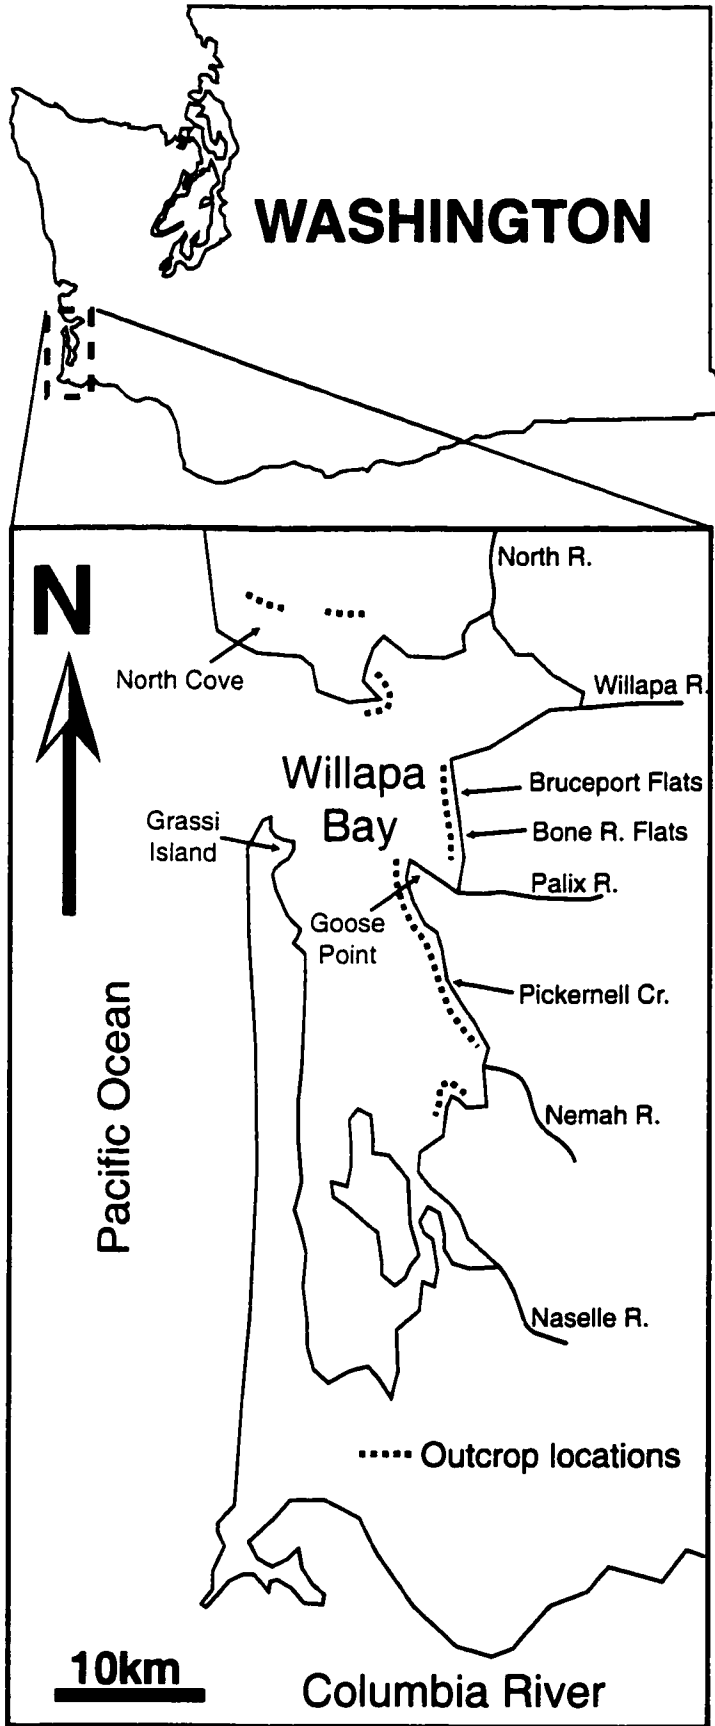 WASHINGTON
N
North R.
North Cove
Willapa R.
Willapa
Bay
Bruceport Flats
Grassi
Island
Bone R. Flats
Palix R.
Goose
Point
Pickernell Cr.
Pacific Ocean
Nemah R.
Naselle R.
Outcrop locations
10km
Columbia River